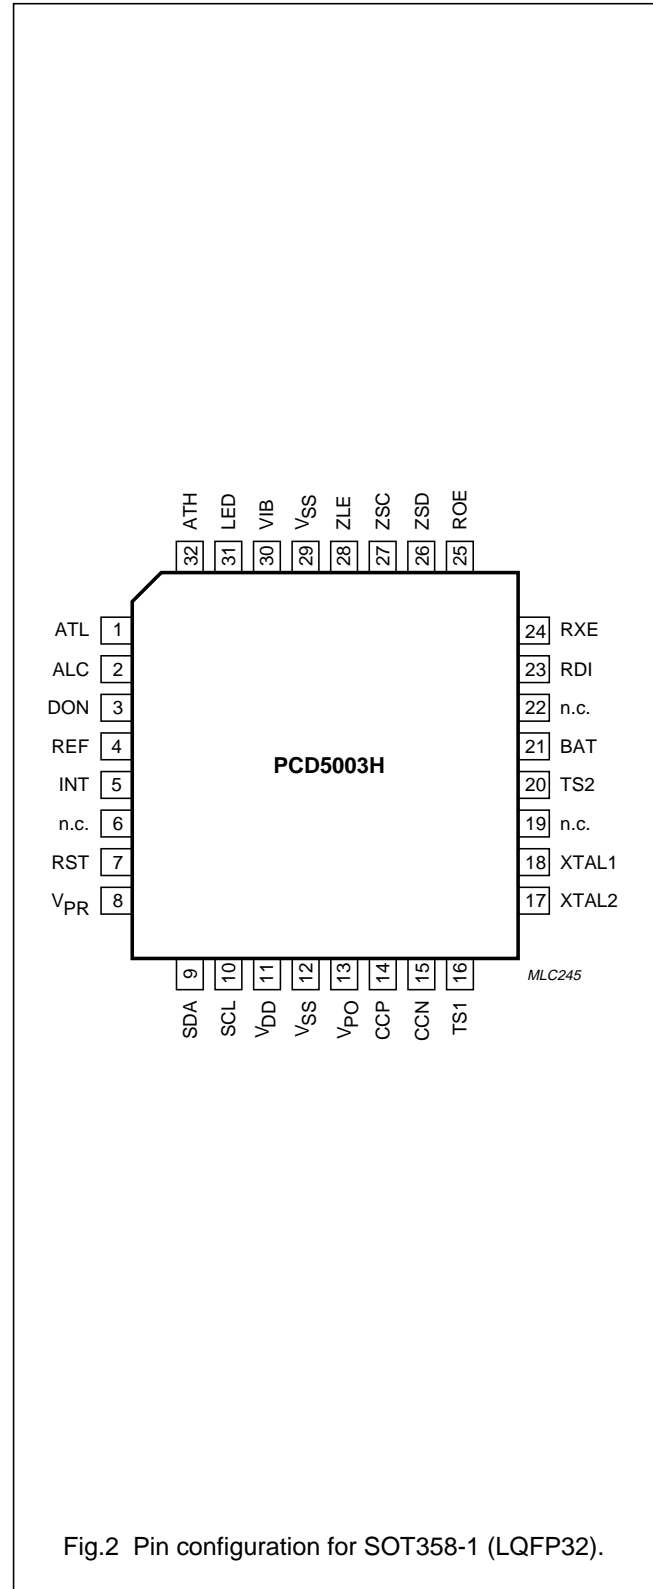 ATH LED VIB VSS ZLE ZSC ZSD ROE
32 31 30 29 28 27 26 25
ATL 1
ALC 2
DON 3
REF 4
INT 5
n.c. 6
RST 7
VPR 8
PCD5003H
24 RXE
23 RDI
22 n.c.
21 BAT
20 TS2
19 n.c.
18 XTAL1
17 XTAL2
9 10 11 12 13 14 15 16
SDA SCL VDD VSS VPO CCP CCN TS1
MLC245
Fig.2 Pin configuration for SOT358-1 (LQFP32).